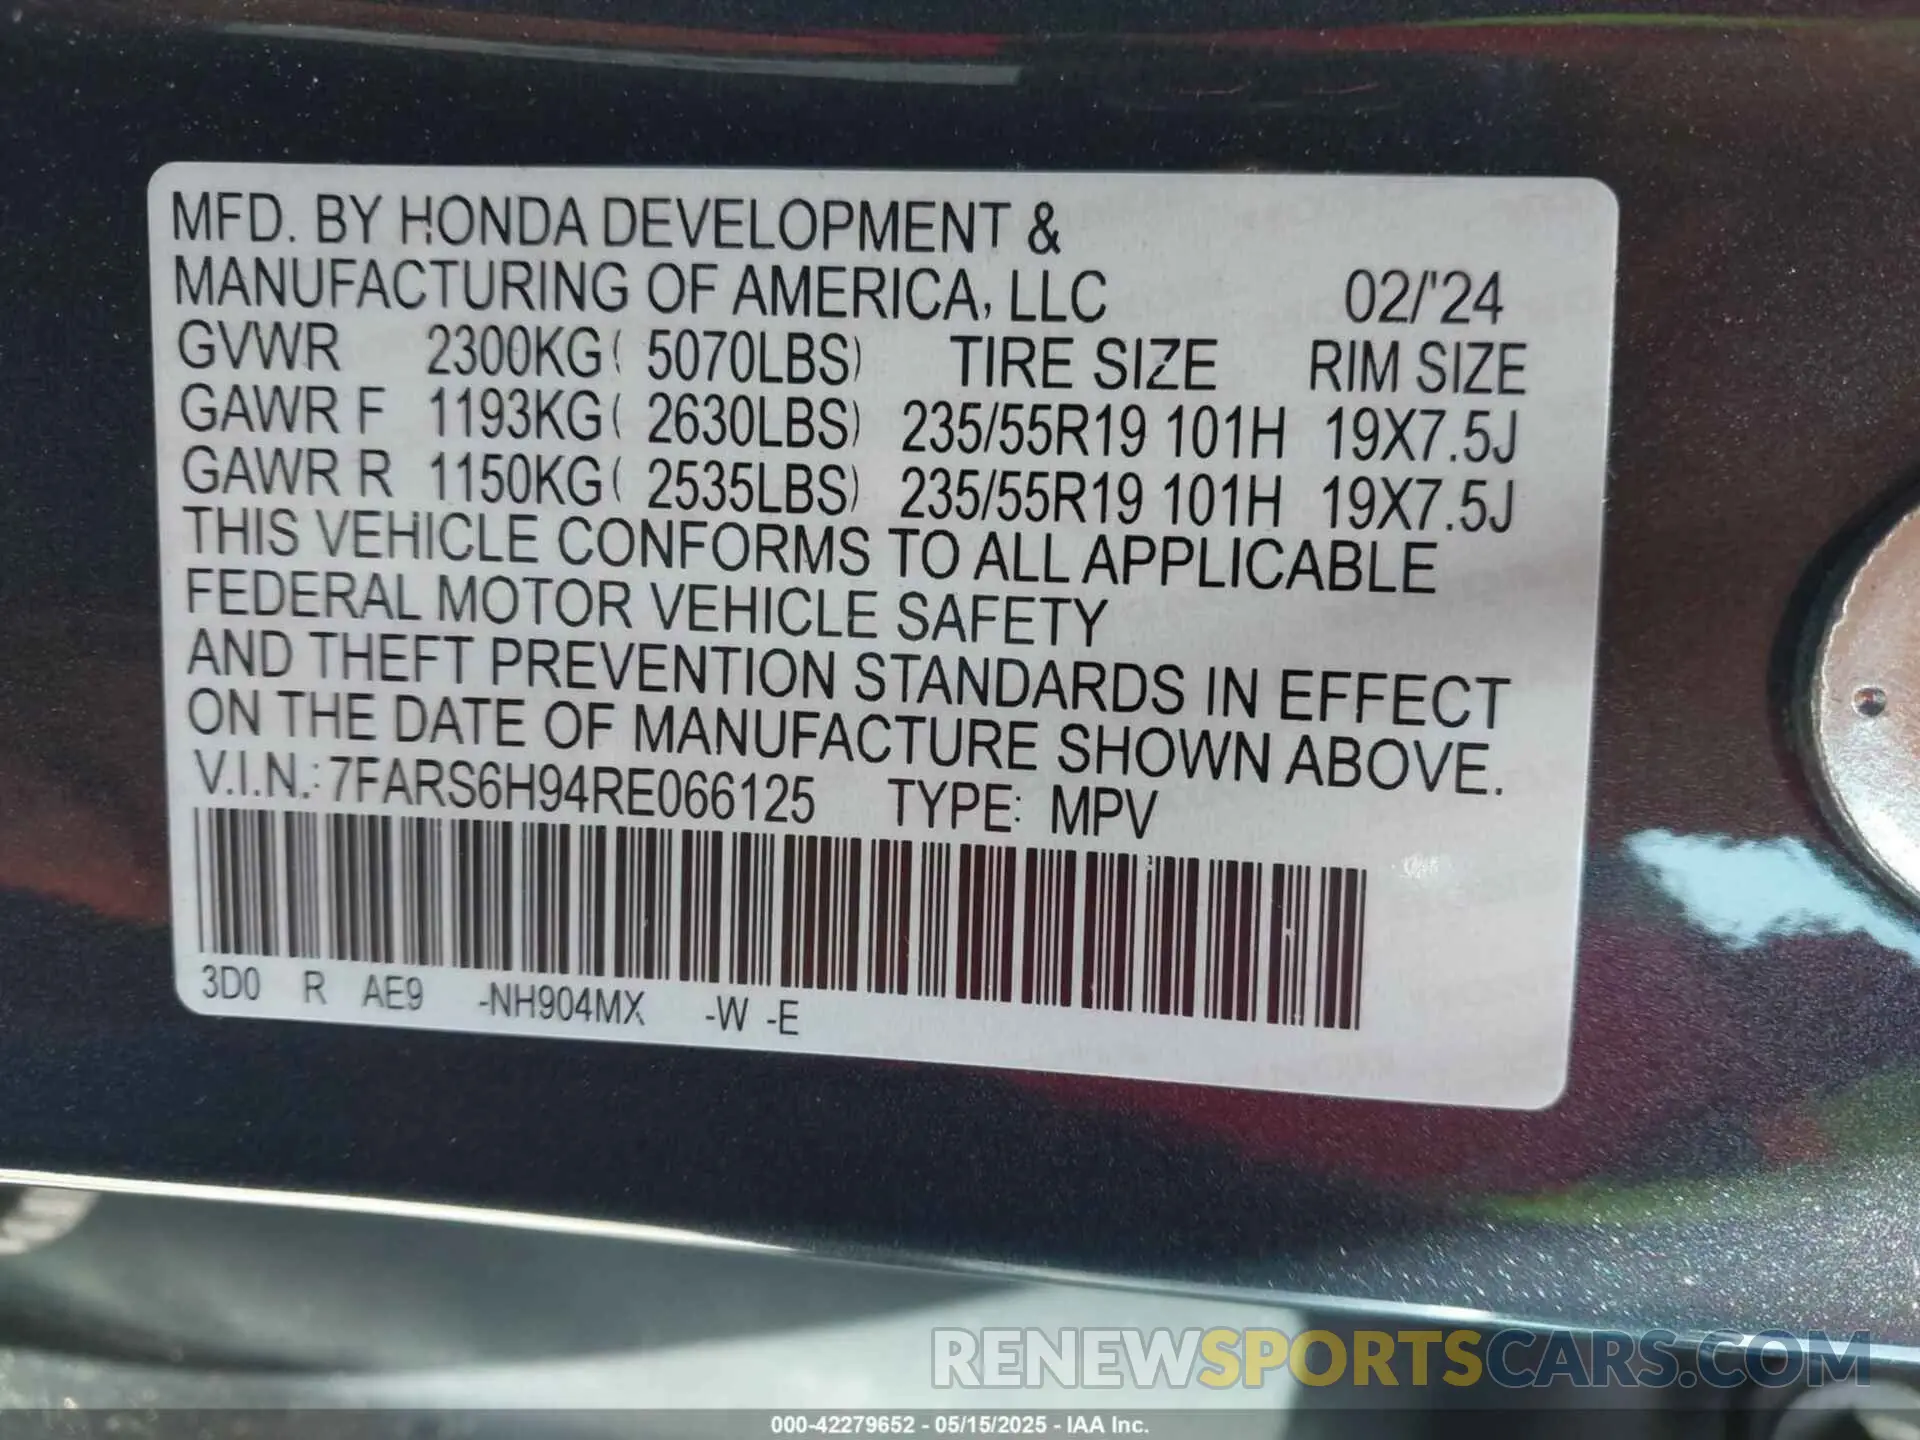 MFD. BY HONDA DEVELOPMENT &
MANUFACTURING OF AMERICA, LLC 02/'24
GVWR 2300KG( 5070LBS) TIRE SIZE RIM SIZE
GAWR F 1193KG( 2630LBS) 235/55R19 101H 19X7.5J
GAWR R 1150KG( 2535LBS) 235/55R19 101H 19X7.5J
THIS VEHICLE CONFORMS TO ALL APPLICABLE
FEDERAL MOTOR VEHICLE SAFETY
AND THEFT PREVENTION STANDARDS IN EFFECT
ON THE DATE OF MANUFACTURE SHOWN ABOVE.
V.I.N.: 7FARS6H94RE066125 TYPE: MPV
3D0 R AE9 -NH904MX -W -E
RENEWSPORTSCARS.COM
000-42279652 - 05/15/2025 - IAA Inc.